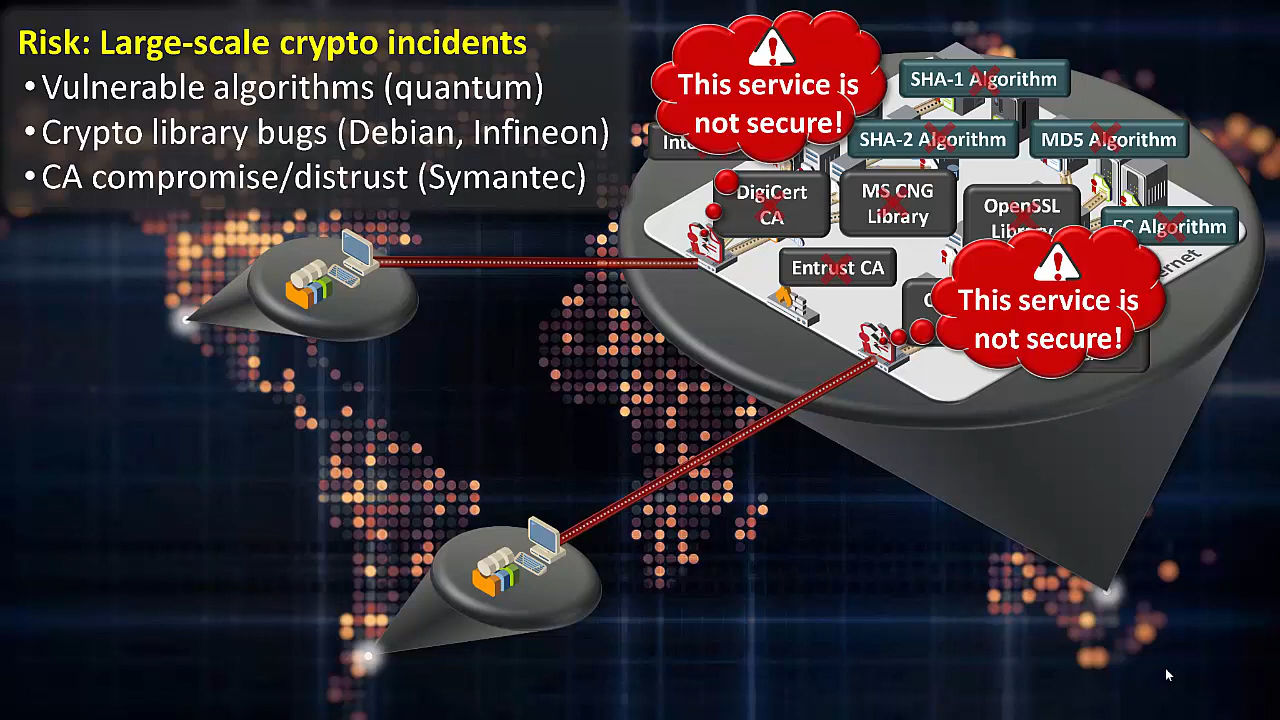 Risk: Large-scale crypto incidents
• Vulnerable algorithms (quantum)
• Crypto library bugs (Debian, Infineon)
• CA compromise/distrust (Symantec)
This service is
not secure!
SHA-1 Algorithm
SHA-2 Algorithm
MD5 Algorithm
DigiCert
CA
MS CNG
Library
OpenSSL
Library
EC Algorithm
Entrust CA
This service is
not secure!